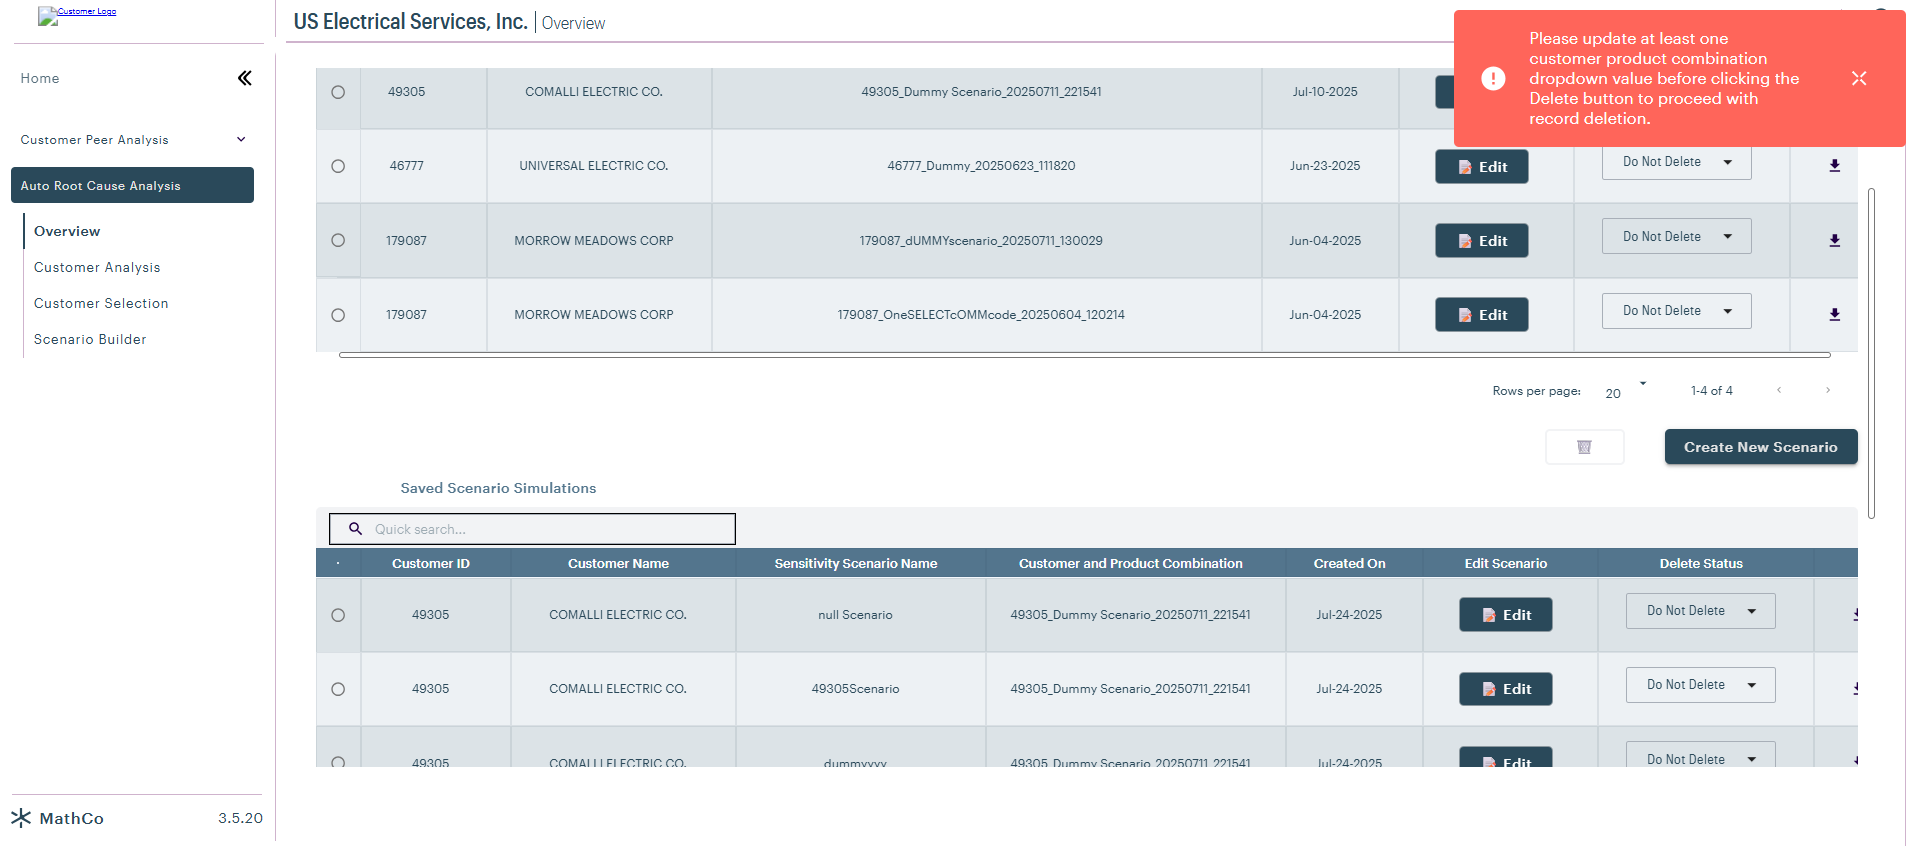 Customer Logo
US Electrical Services, Inc. | Overview
Please update at least one
customer product combination
dropdown value before clicking the
Delete button to proceed with
record deletion.
Home
Customer Peer Analysis
Auto Root Cause Analysis
Overview
Customer Analysis
Customer Selection
Scenario Builder
49305 COMALLI ELECTRIC CO. 49305_Dummy Scenario_20250711_221541 Jul-10-2025
46777 UNIVERSAL ELECTRIC CO. 46777_Dummy_20250623_111820 Jun-23-2025 Edit Do Not Delete
179087 MORROW MEADOWS CORP 179087_dUMMYscenario_20250711_130029 Jun-04-2025 Edit Do Not Delete
179087 MORROW MEADOWS CORP 179087_OneSELECTcOMMcode_20250604_120214 Jun-04-2025 Edit Do Not Delete
Rows per page: 20 1-4 of 4
Create New Scenario
Saved Scenario Simulations
Quick search...
Customer ID Customer Name Sensitivity Scenario Name Customer and Product Combination Created On Edit Scenario Delete Status
49305 COMALLI ELECTRIC CO. null Scenario 49305_Dummy Scenario_20250711_221541 Jul-24-2025 Edit Do Not Delete
49305 COMALLI ELECTRIC CO. 49305Scenario 49305_Dummy Scenario_20250711_221541 Jul-24-2025 Edit Do Not Delete
49305 COMALLI ELECTRIC CO. dummyyyy 49305_Dummy Scenario_20250711_221541 Jul-24-2025 Edit Do Not Delete
MathCo 3.5.20